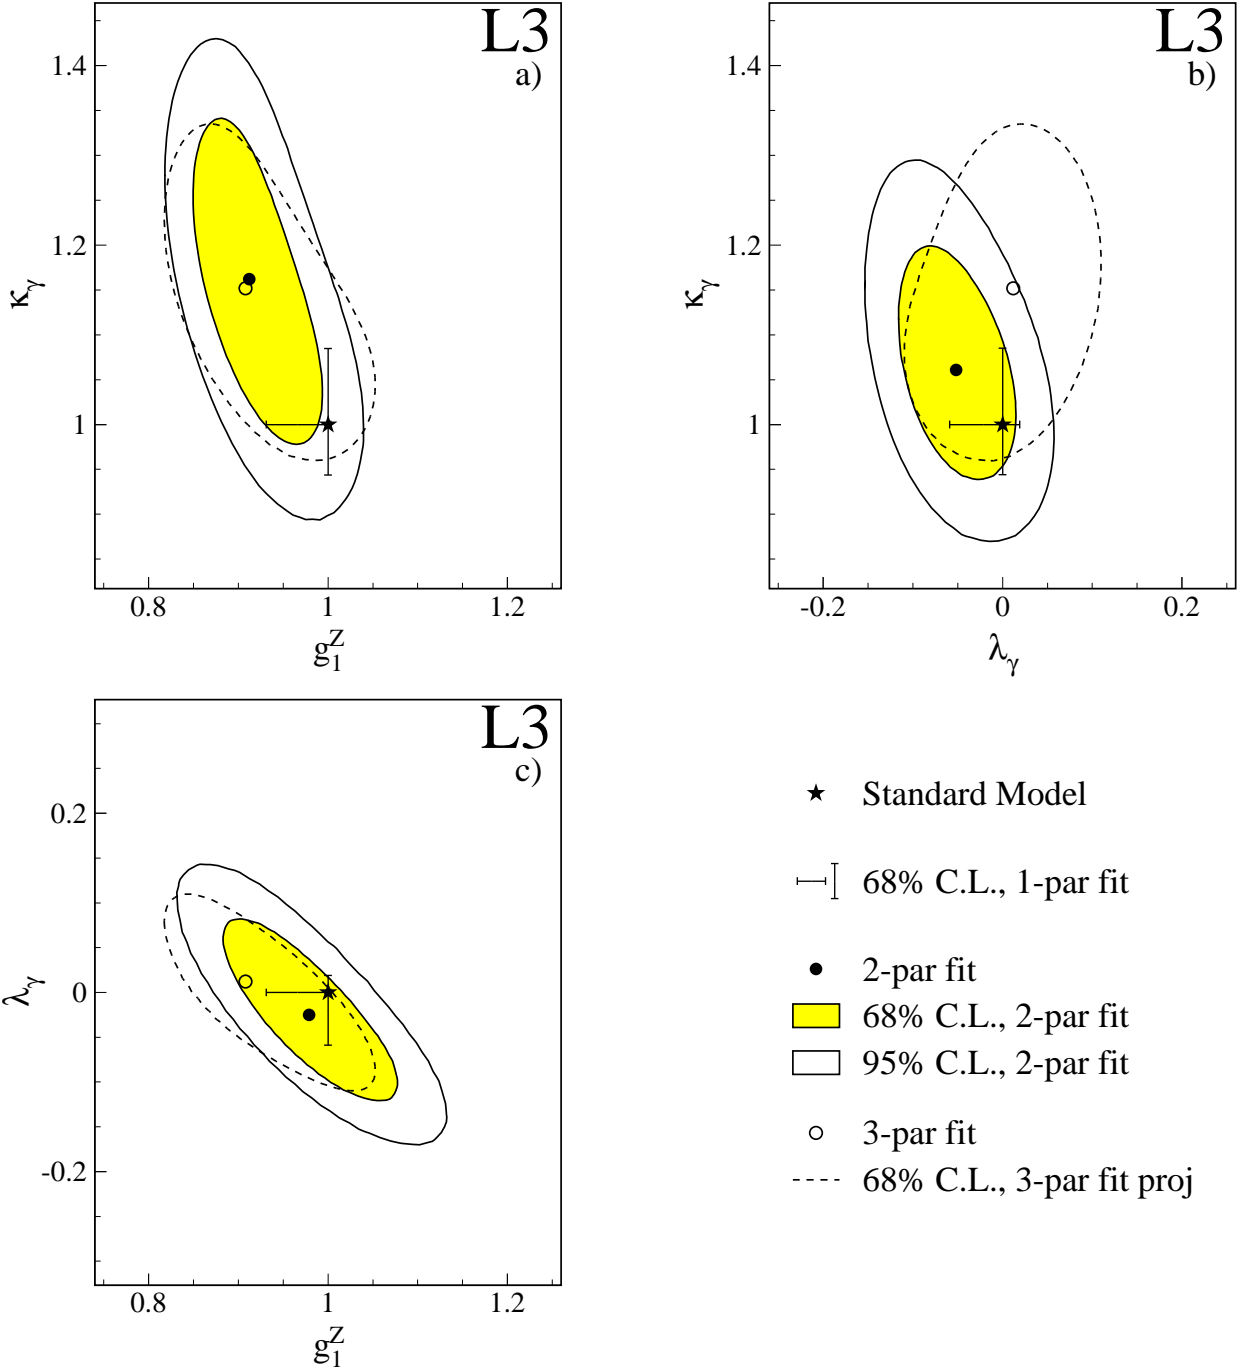 L3
a)
1.4
1.2
1
κγ
0.8 1 1.2
g₁ᶻ
L3
b)
1.4
1.2
1
κγ
-0.2 0 0.2
λγ
L3
c)
0.2
0
-0.2
λγ
0.8 1 1.2
g₁ᶻ
Standard Model
68% C.L., 1-par fit
2-par fit
68% C.L., 2-par fit
95% C.L., 2-par fit
3-par fit
68% C.L., 3-par fit proj